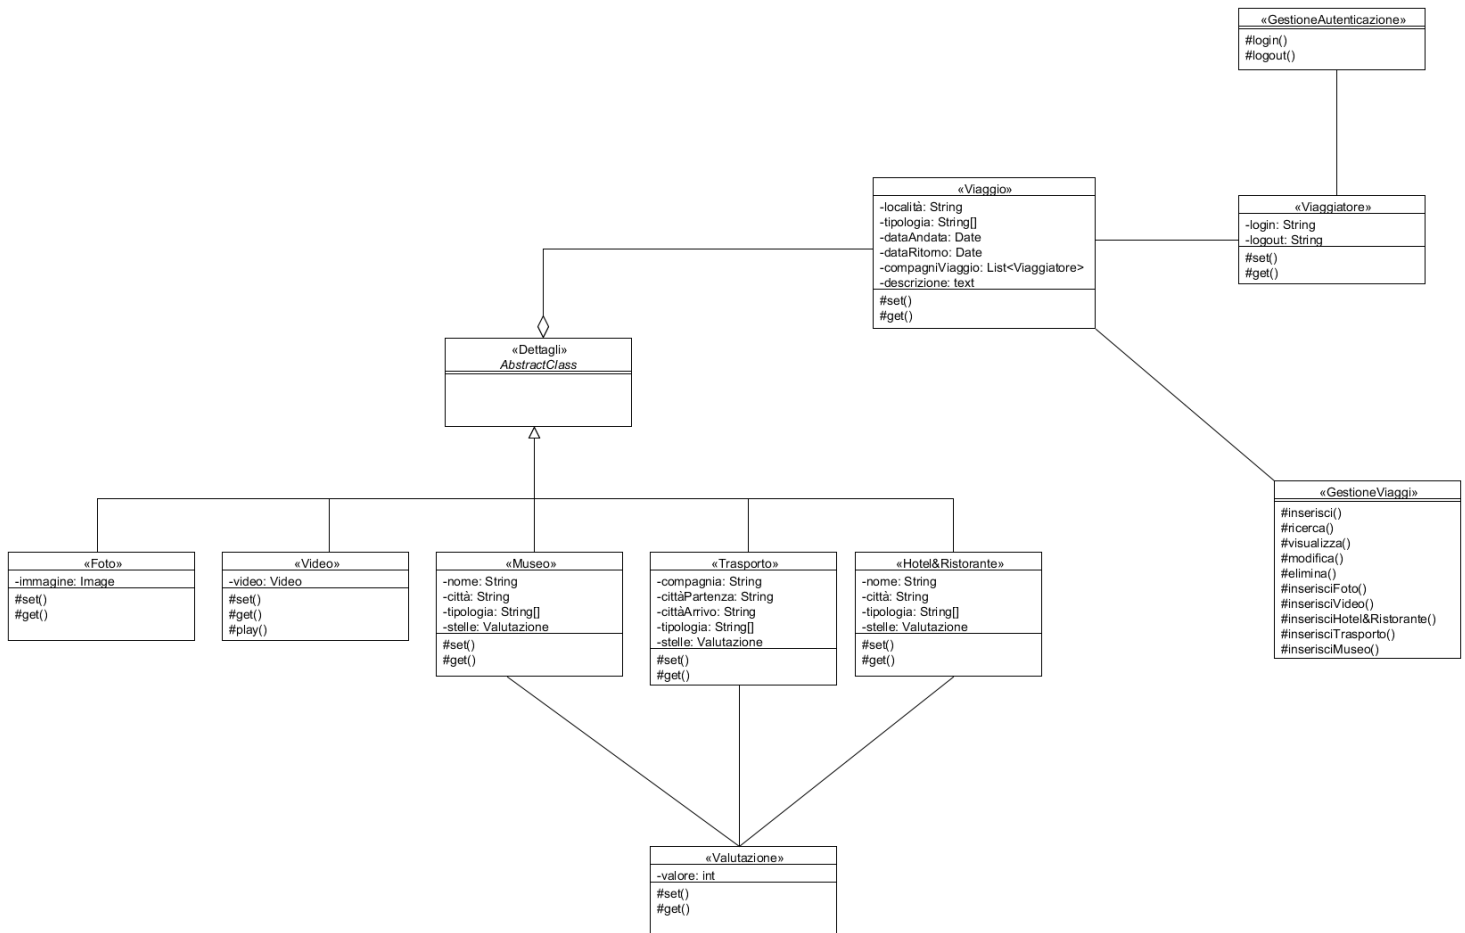 «GestioneAutenticazione»
#login()
#logout()
«Viaggio»
-località: String
-tipologia: String[]
-dataAndata: Date
-dataRitorno: Date
-compagniViaggio: List<Viaggiatore>
-descrizione: text
#set()
#get()
«Viaggiatore»
-login: String
-logout: String
#set()
#get()
«Dettagli»
AbstractClass
«GestioneViaggi»
#inserisci()
#ricerca()
#visualizza()
#modifica()
#elimina()
#inserisciFoto()
#inserisciVideo()
#inserisciHotel&Ristorante()
#inserisciTrasporto()
#inserisciMuseo()
«Foto»
-immagine: Image
#set()
#get()
«Video»
-video: Video
#set()
#get()
#play()
«Museo»
-nome: String
-città: String
-tipologia: String[]
-stelle: Valutazione
#set()
#get()
«Trasporto»
-compagnia: String
-cittàPartenza: String
-cittàArrivo: String
-tipologia: String[]
-stelle: Valutazione
#set()
#get()
«Hotel&Ristorante»
-nome: String
-città: String
-tipologia: String[]
-stelle: Valutazione
#set()
#get()
«Valutazione»
-valore: int
#set()
#get()